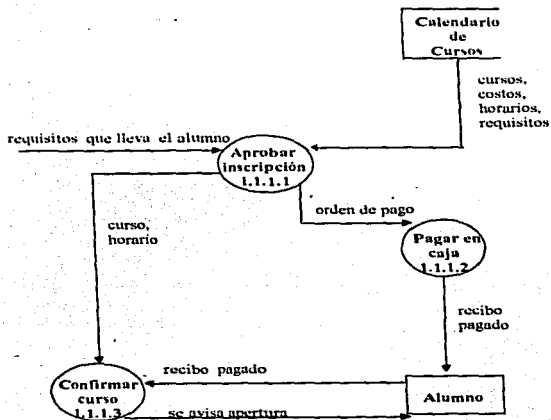 Calendario
de
Cursos
cursos,
costos,
horarios,
requisitos
requisitos que lleva el alumno
Aprobar
inscripción
1.1.1.1
orden de pago
curso,
horario
Pagar en
caja
1.1.1.2
recibo
pagado
recibo pagado
Confirmar
curso
1.1.1.3
Alumno
se avisa apertura